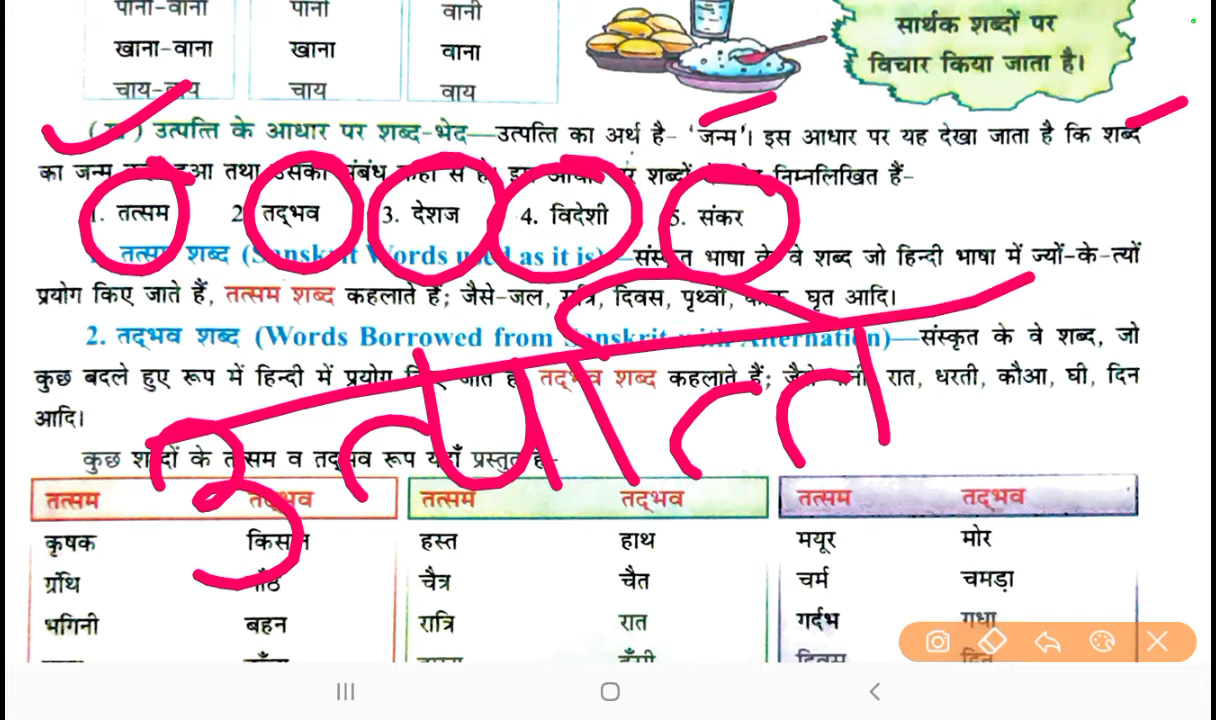 पानी-वानी पानी वानी
खाना-वाना खाना वाना
चाय-वाय चाय वाय
सार्थक शब्दों पर
विचार किया जाता है।
(ख) उत्पत्ति के आधार पर शब्द-भेद—उत्पत्ति का अर्थ है- 'जन्म'। इस आधार पर यह देखा जाता है कि शब्द
का जन्म हुआ तथा उसका संबंध कहाँ से है। इस आधार पर शब्दों के निम्नलिखित हैं-
1. तत्सम 2. तद्भव 3. देशज 4. विदेशी 5. संकर
1. तत्सम शब्द (Sanskrit Words used as it is)—संस्कृत भाषा के वे शब्द जो हिन्दी भाषा में ज्यों-के-त्यों
प्रयोग किए जाते हैं, तत्सम शब्द कहलाते हैं; जैसे-जल, रात्रि, दिवस, पृथ्वी, काक, घृत आदि।
2. तद्भव शब्द (Words Borrowed from Sanskrit with Alternation)—संस्कृत के वे शब्द, जो
कुछ बदले हुए रूप में हिन्दी में प्रयोग किए जाते हैं, तद्भव शब्द कहलाते हैं; जैसे-पानी, रात, धरती, कौआ, घी, दिन
आदि।
उत्पत्ति
कुछ शब्दों के तत्सम व तद्भव रूप यहाँ प्रस्तुत हैं-
तत्सम तद्भव तत्सम तद्भव तत्सम तद्भव
कृषक किसान हस्त हाथ मयूर मोर
ग्रंथि गाँठ चैत्र चैत चर्म चमड़ा
भगिनी बहन रात्रि रात गर्दभ गधा
दिवस दिन